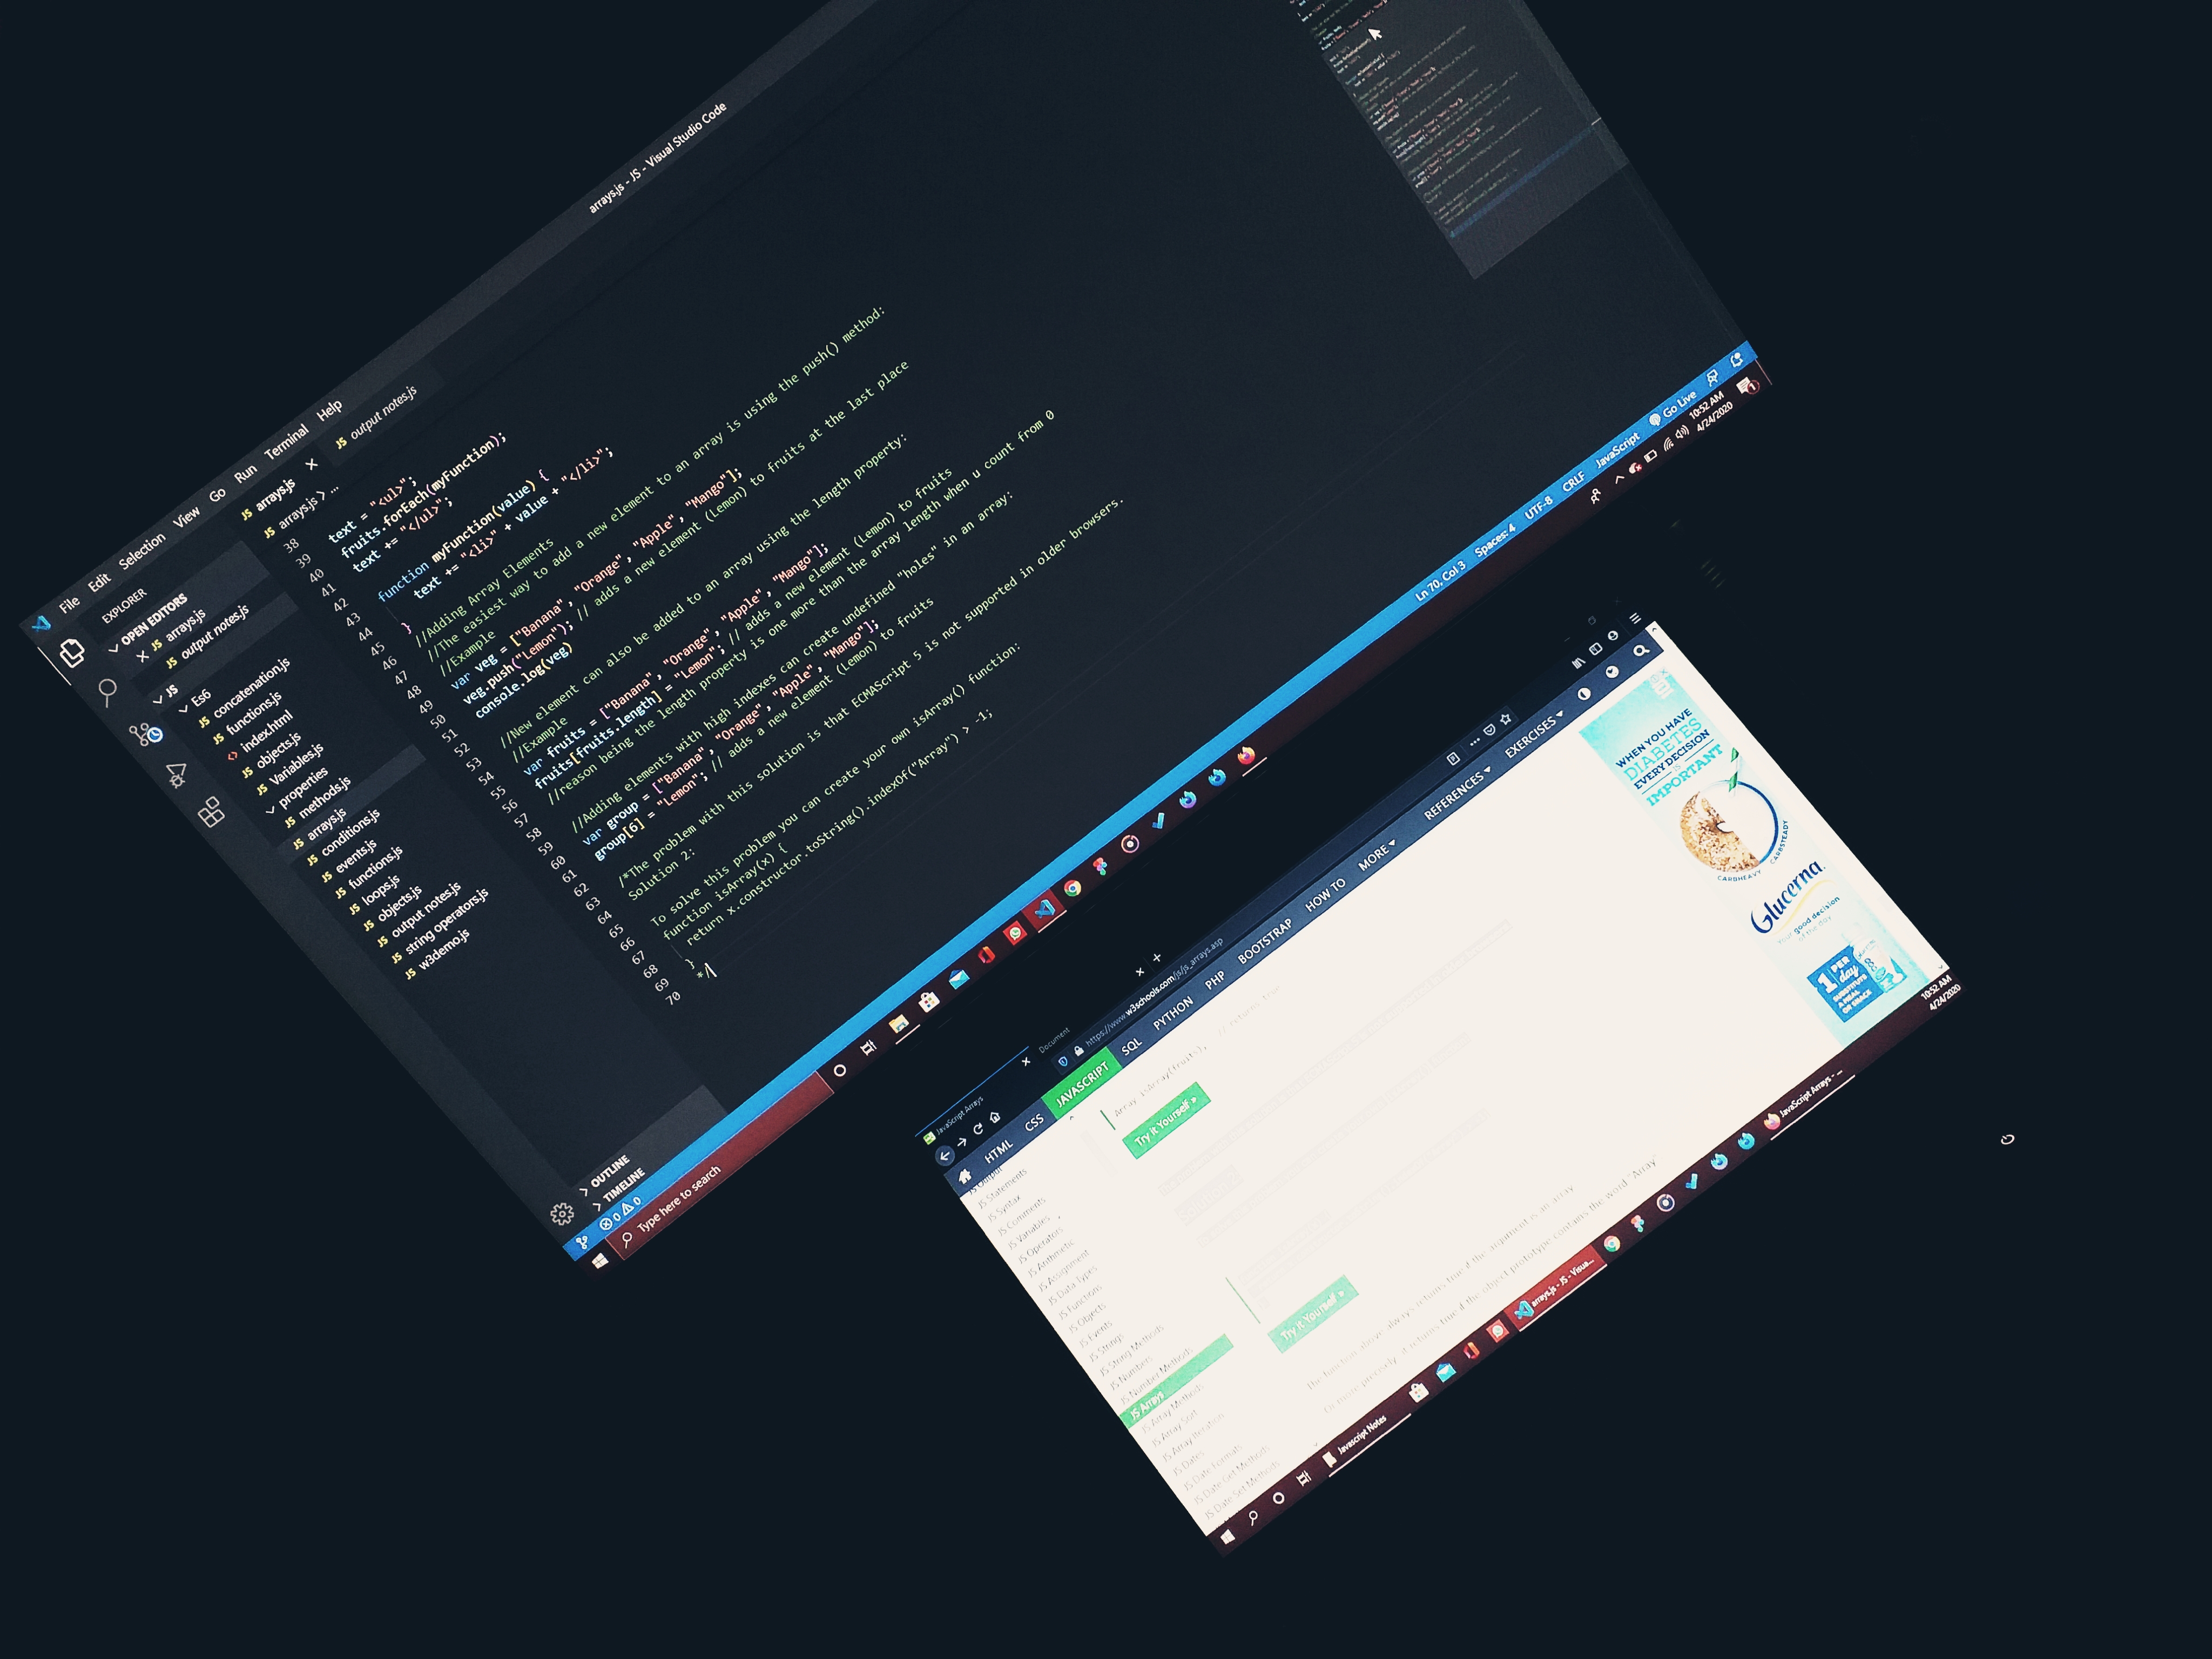 arrays.js - JS - Visual Studio Code
File Edit Selection View Go Run Terminal Help
EXPLORER
OPEN EDITORS
JS arrays.js
JS output notes.js
JS
Es6
JS concatenation.js
JS functions.js
index.html
JS objects.js
JS Variables.js
properties
JS methods.js
JS arrays.js
JS conditions.js
JS events.js
JS functions.js
JS loops.js
JS objects.js
JS output notes.js
JS string operators.js
JS w3demo.js
OUTLINE
TIMELINE
JS arrays.js
JS output notes.js
JS arrays.js > ...
38 text = "<ul>";
39 fruits.forEach(myFunction);
40 text += "</ul>";
41
42 function myFunction(value) {
43 text += "<li>" + value + "</li>";
44 }
45 //Adding Array Elements
46 //The easiest way to add a new element to an array is using the push() method:
47 //Example
48 var veg = ["Banana", "Orange", "Apple", "Mango"];
49 veg.push("Lemon"); // adds a new element (Lemon) to fruits at the last place
50 console.log(veg)
51
52 //New element can also be added to an array using the length property:
53 //Example
54 var fruits = ["Banana", "Orange", "Apple", "Mango"];
55 fruits[fruits.length] = "Lemon"; // adds a new element (Lemon) to fruits
56 //reason being the length property is one more than the array length when u count from 0
57
58 //Adding elements with high indexes can create undefined "holes" in an array:
59 var group = ["Banana", "Orange", "Apple", "Mango"];
60 group[6] = "Lemon"; // adds a new element (Lemon) to fruits
61
62 /*The problem with this solution is that ECMAScript 5 is not supported in older browsers.
63 Solution 2:
64
65 To solve this problem you can create your own isArray() function:
66 function isArray(x) {
67 return x.constructor.toString().indexOf("Array") > -1;
68
69 }
70 */
0 0
Ln 70, Col 3 Spaces: 4 UTF-8 CRLF JavaScript Go Live
Type here to search
10:52 AM
4/24/2020
1
JavaScript Arrays
Document
https://www.w3schools.com/js/js_arrays.asp
HTML CSS JAVASCRIPT SQL PYTHON PHP BOOTSTRAP HOW TO MORE REFERENCES EXERCISES
JS Output
JS Statements
JS Syntax
JS Comments
JS Variables
JS Operators
JS Arithmetic
JS Assignment
JS Data Types
JS Functions
JS Objects
JS Events
JS Strings
JS String Methods
JS Numbers
JS Number Methods
JS Arrays
JS Array Methods
JS Array Sort
JS Array Iteration
JS Dates
JS Date Formats
JS Date Get Methods
JS Date Set Methods
Array.isArray(fruits); // returns true
Try it Yourself »
Try it Yourself »
The function above always returns true if the argument is an array.
Or more precisely: it returns true if the object prototype contains the word "Array"
WHEN YOU HAVE
DIABETES
EVERY DECISION
IS
IMPORTANT
CARBSTEADY
CARBHEAVY
Glucerna
Your good decision
of the day
1 PER
day
SUBSTITUTE
A MEAL
OR SNACK
Javascript Notes
arrays.js - JS - Visua...
JavaScript Arrays - ...
10:52 AM
4/24/2020